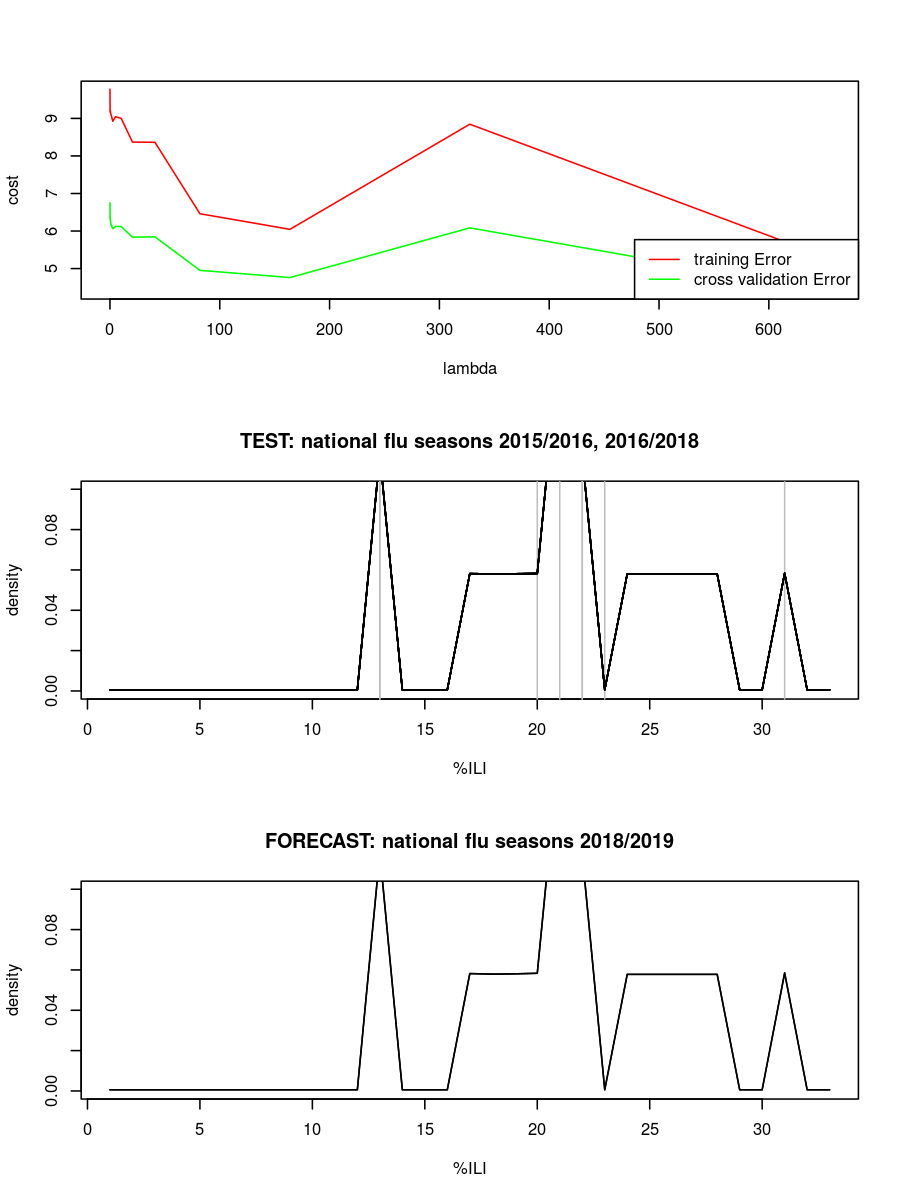 cost
9
8
7
6
5
training Error
cross validation Error
0 100 200 300 400 500 600
lambda
TEST: national flu seasons 2015/2016, 2016/2018
density
0.08
0.04
0.00
0 5 10 15 20 25 30
%ILI
FORECAST: national flu seasons 2018/2019
density
0.08
0.04
0.00
0 5 10 15 20 25 30
%ILI